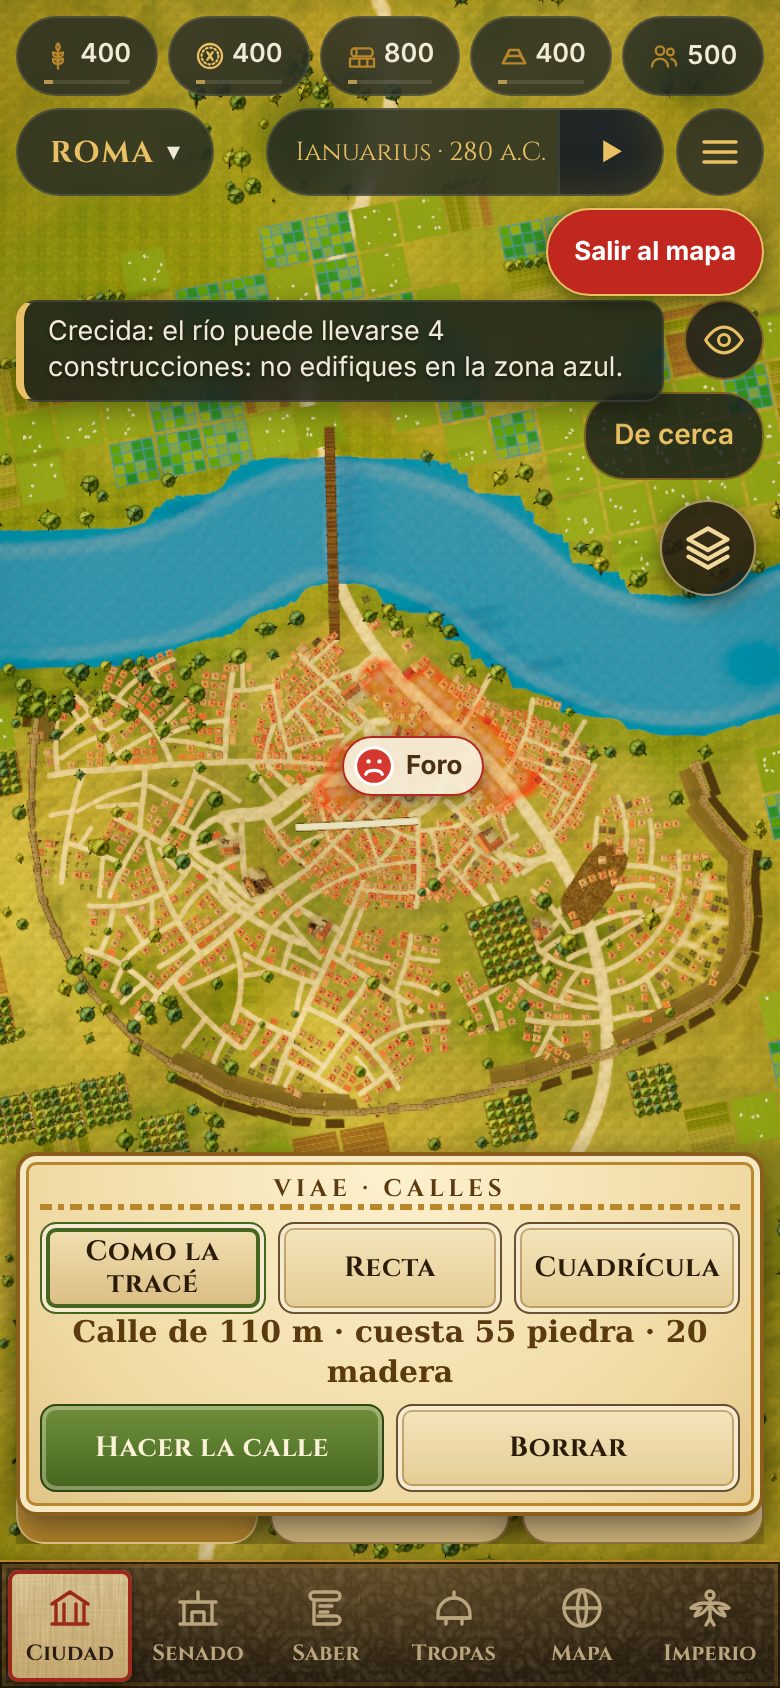 400
400
800
400
500
ROMA ▼
IANUARIUS · 280 A.C.
Salir al mapa
Crecida: el río puede llevarse 4
construcciones: no edifiques en la zona azul.
De cerca
Foro
VIAE · CALLES
COMO LA
TRACÉ
RECTA
CUADRÍCULA
Calle de 110 m · cuesta 55 piedra · 20
madera
HACER LA CALLE
BORRAR
CIUDAD
SENADO
SABER
TROPAS
MAPA
IMPERIO